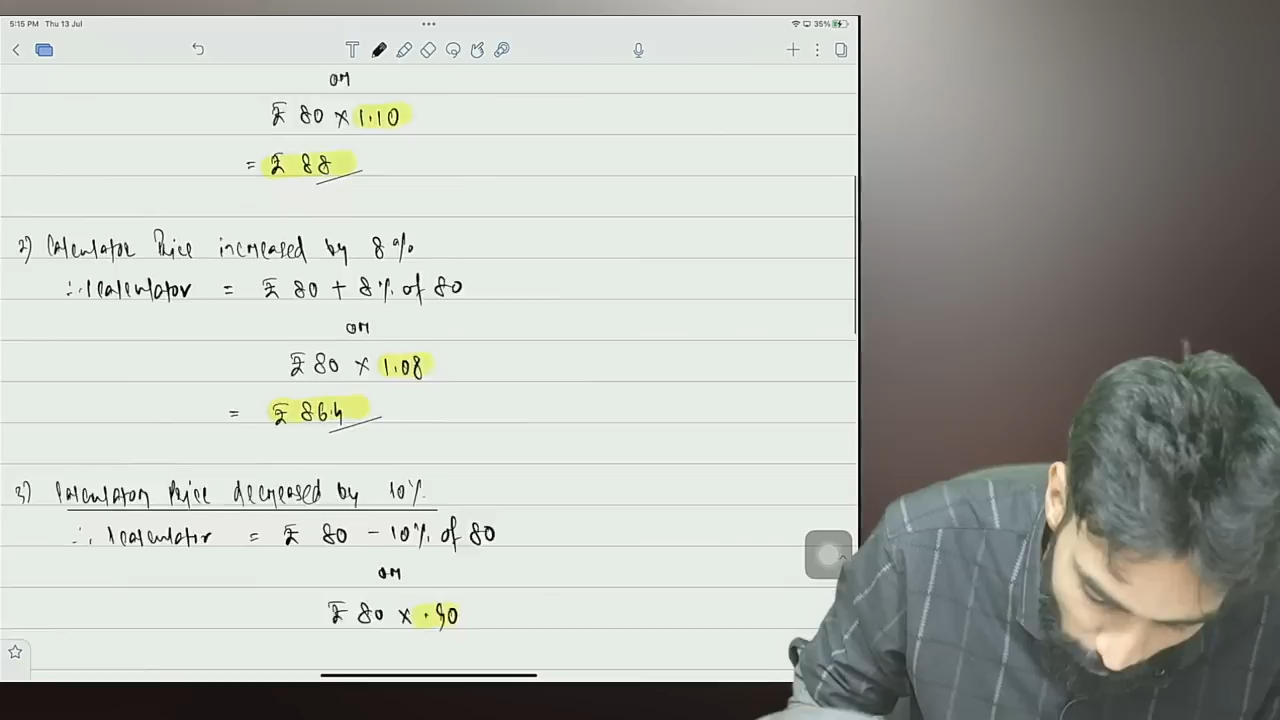 5:15 PM Thu 13 Jul
35%
T
or
₹ 80 × 1.10
= ₹ 88
2) Calculator Price increased by 8%
∴ 1 calculator = ₹ 80 + 8% of 80
or
₹ 80 × 1.08
= ₹ 86.4
3) Calculator Price decreased by 10%.
∴ 1 calculator = ₹ 80 - 10% of 80
or
₹ 80 × .90